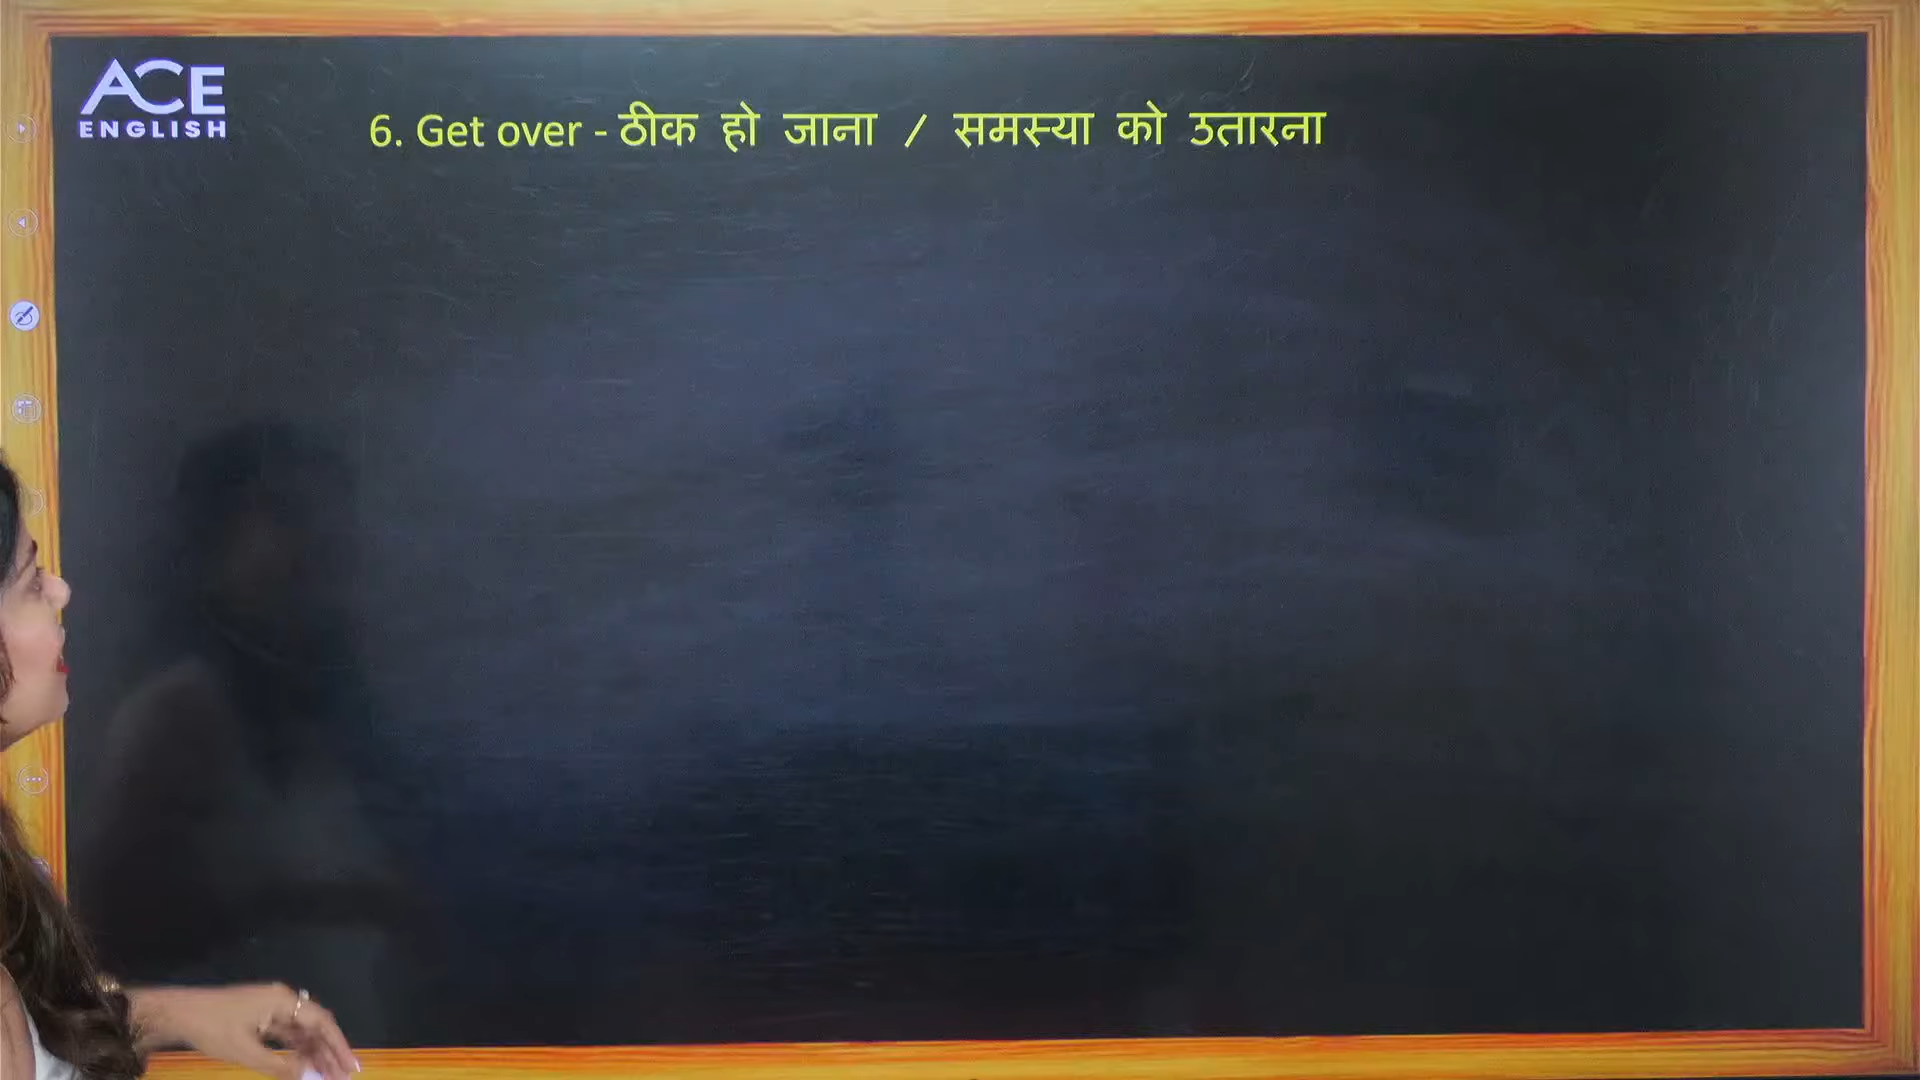 ACE
ENGLISH
6. Get over - ठीक हो जाना / समस्या को उतारना